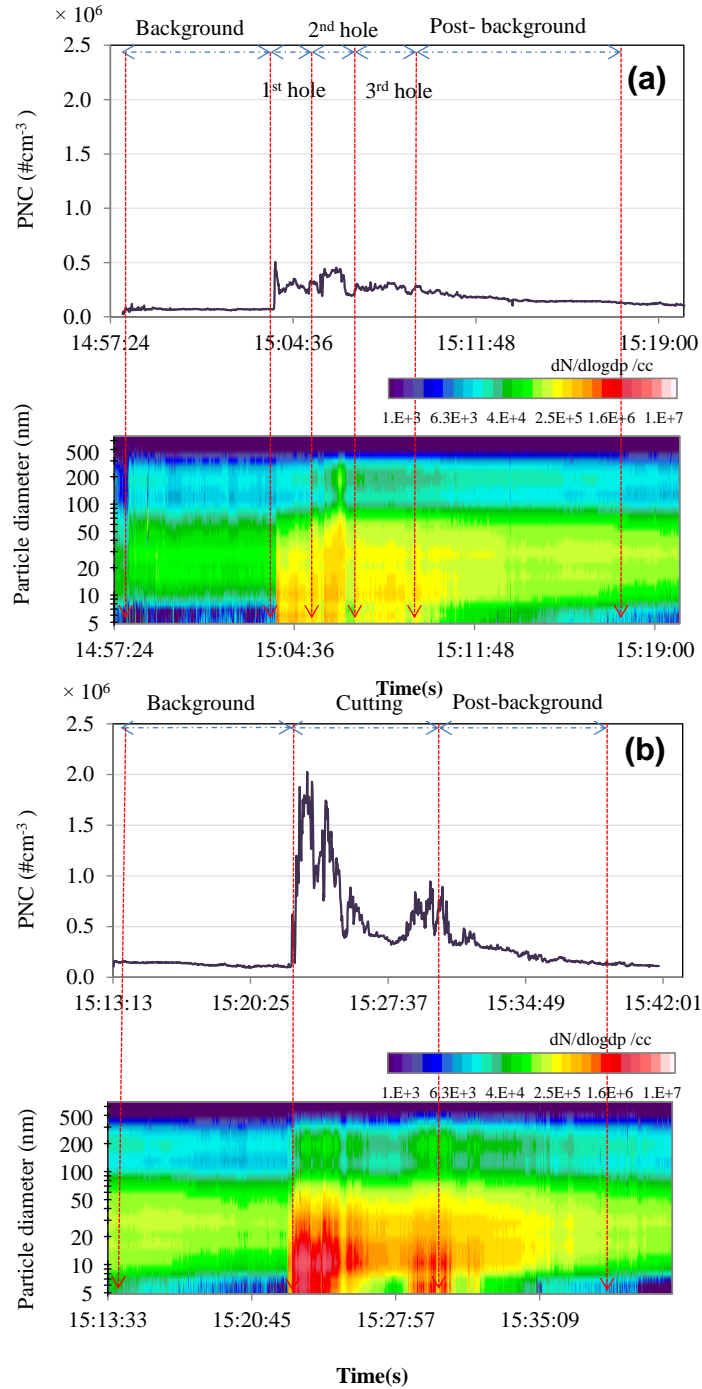 × 10⁶
Background 2ⁿᵈ hole Post- background
2.5
(a)
1ˢᵗ hole 3ʳᵈ hole
2.0
1.5
1.0
0.5
0.0
PNC (#cm⁻³ )
14:57:24 15:04:36 15:11:48 15:19:00
dN/dlogdp /cc
1.E+3 6.3E+3 4.E+4 2.5E+5 1.6E+6 1.E+7
Particle diameter (nm)
500
200
100
50
20
10
5
14:57:24 15:04:36 15:11:48 15:19:00
Time(s)
× 10⁶
Background Cutting Post-background
2.5
(b)
2.0
1.5
1.0
0.5
0.0
PNC (#cm⁻³ )
15:13:13 15:20:25 15:27:37 15:34:49 15:42:01
dN/dlogdp /cc
1.E+3 6.3E+3 4.E+4 2.5E+5 1.6E+6 1.E+7
Particle diameter (nm)
500
200
100
50
20
10
5
15:13:33 15:20:45 15:27:57 15:35:09
Time(s)